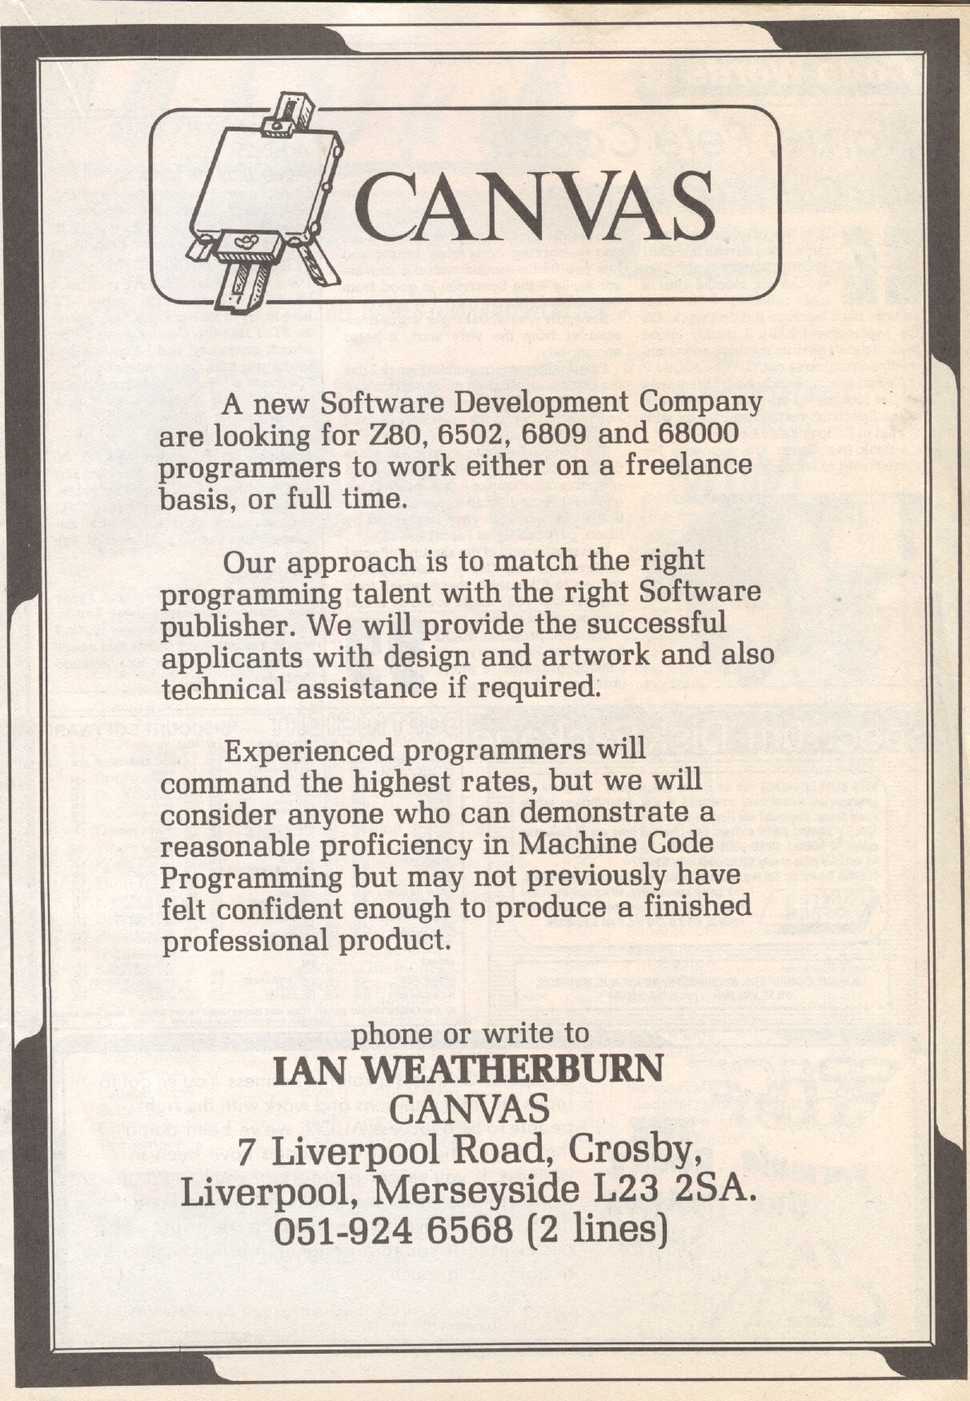 CANVAS
A new Software Development Company
are looking for Z80, 6502, 6809 and 68000
programmers to work either on a freelance
basis, or full time.
Our approach is to match the right
programming talent with the right Software
publisher. We will provide the successful
applicants with design and artwork and also
technical assistance if required.
Experienced programmers will
command the highest rates, but we will
consider anyone who can demonstrate a
reasonable proficiency in Machine Code
Programming but may not previously have
felt confident enough to produce a finished
professional product.
phone or write to
IAN WEATHERBURN
CANVAS
7 Liverpool Road, Crosby,
Liverpool, Merseyside L23 2SA.
051-924 6568 (2 lines)